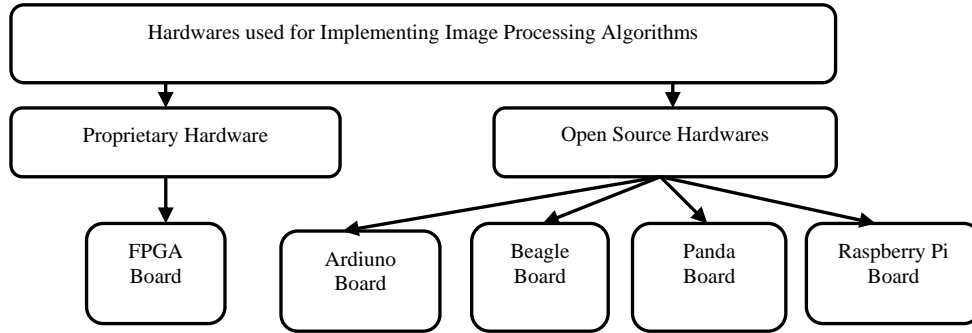 Hardwares used for Implementing Image Processing Algorithms
Proprietary Hardware
Open Source Hardwares
FPGA
Board
Ardiuno
Board
Beagle
Board
Panda
Board
Raspberry Pi
Board